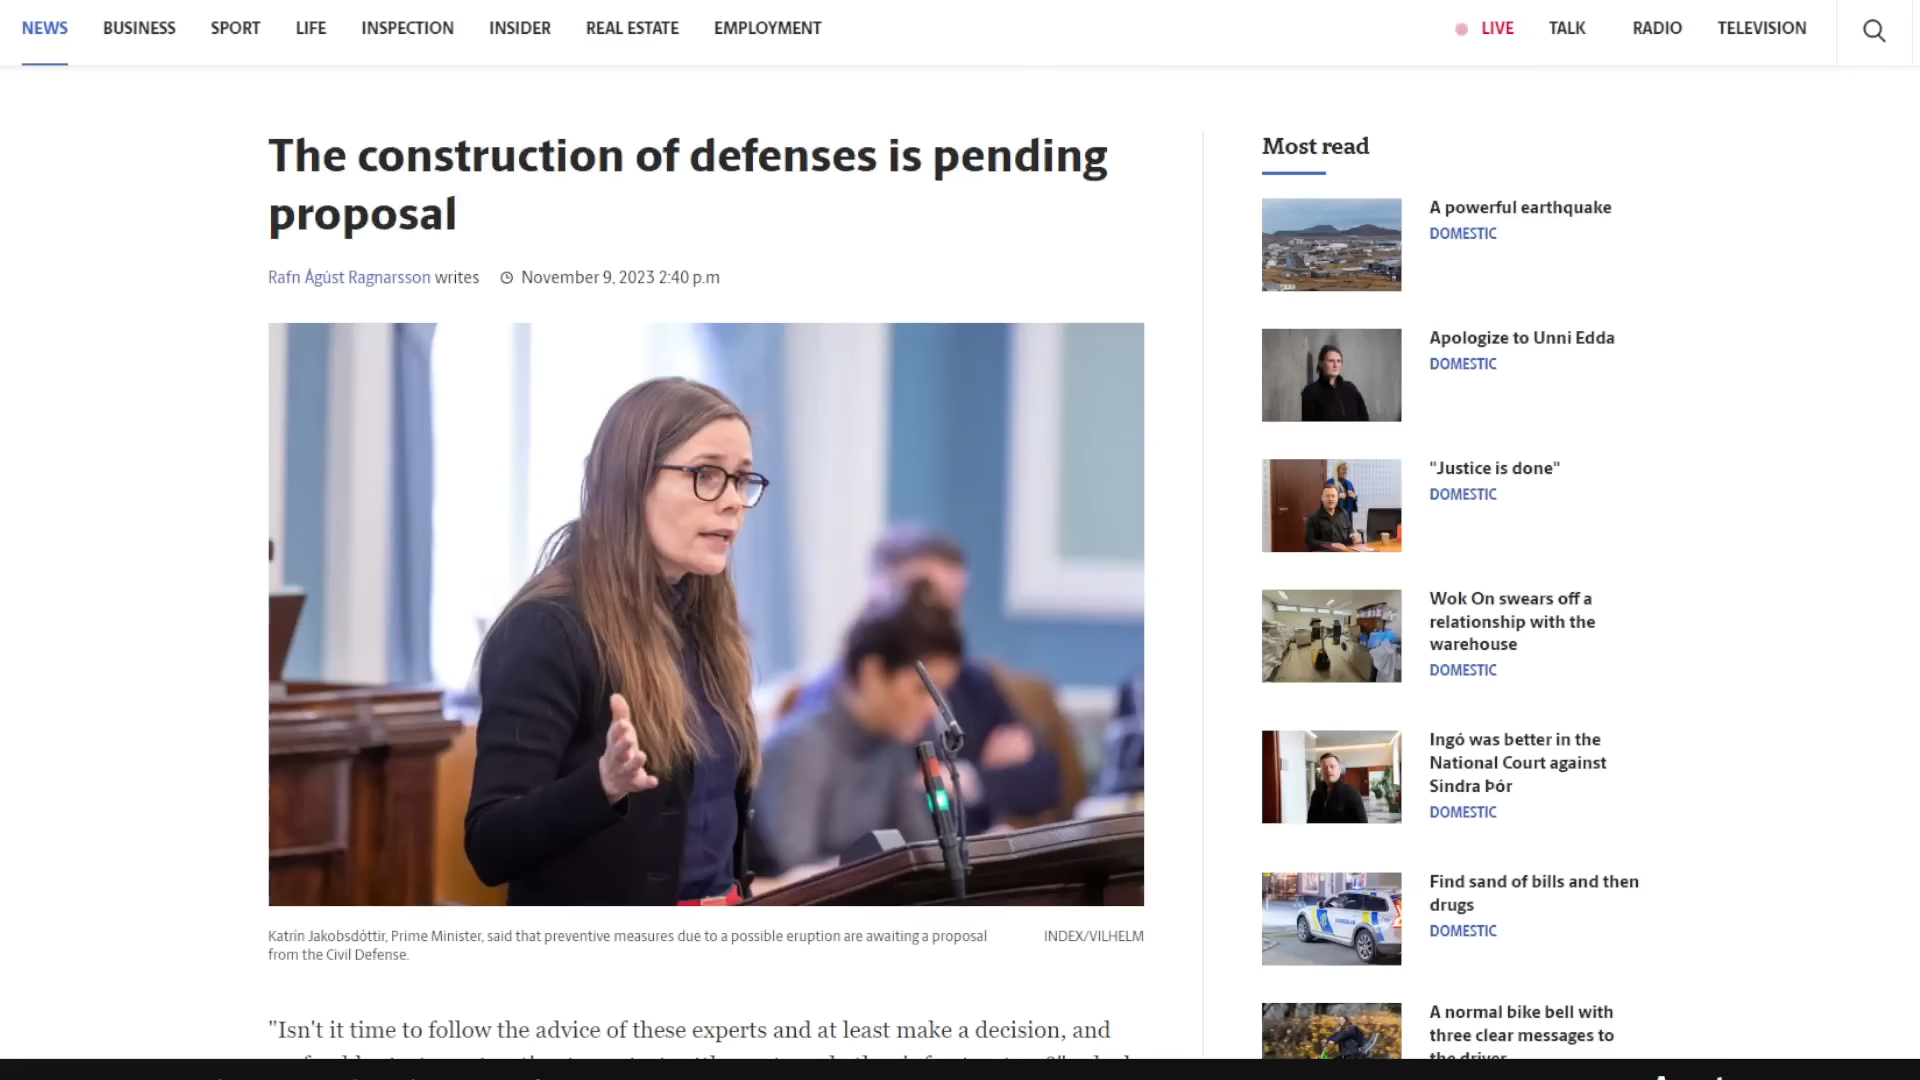 NEWS BUSINESS SPORT LIFE INSPECTION INSIDER REAL ESTATE EMPLOYMENT LIVE TALK RADIO TELEVISION
The construction of defenses is pending
proposal
Rafn Ágúst Ragnarsson writes November 9, 2023 2:40 p.m
Katrín Jakobsdóttir, Prime Minister, said that preventive measures due to a possible eruption are awaiting a proposal
from the Civil Defense.
INDEX/VILHELM
"Isn't it time to follow the advice of these experts and at least make a decision, and
Most read
A powerful earthquake
DOMESTIC
Apologize to Unni Edda
DOMESTIC
"Justice is done"
DOMESTIC
Wok On swears off a
relationship with the
warehouse
DOMESTIC
Ingó was better in the
National Court against
Sindra Þór
DOMESTIC
Find sand of bills and then
drugs
DOMESTIC
A normal bike bell with
three clear messages to
the driver